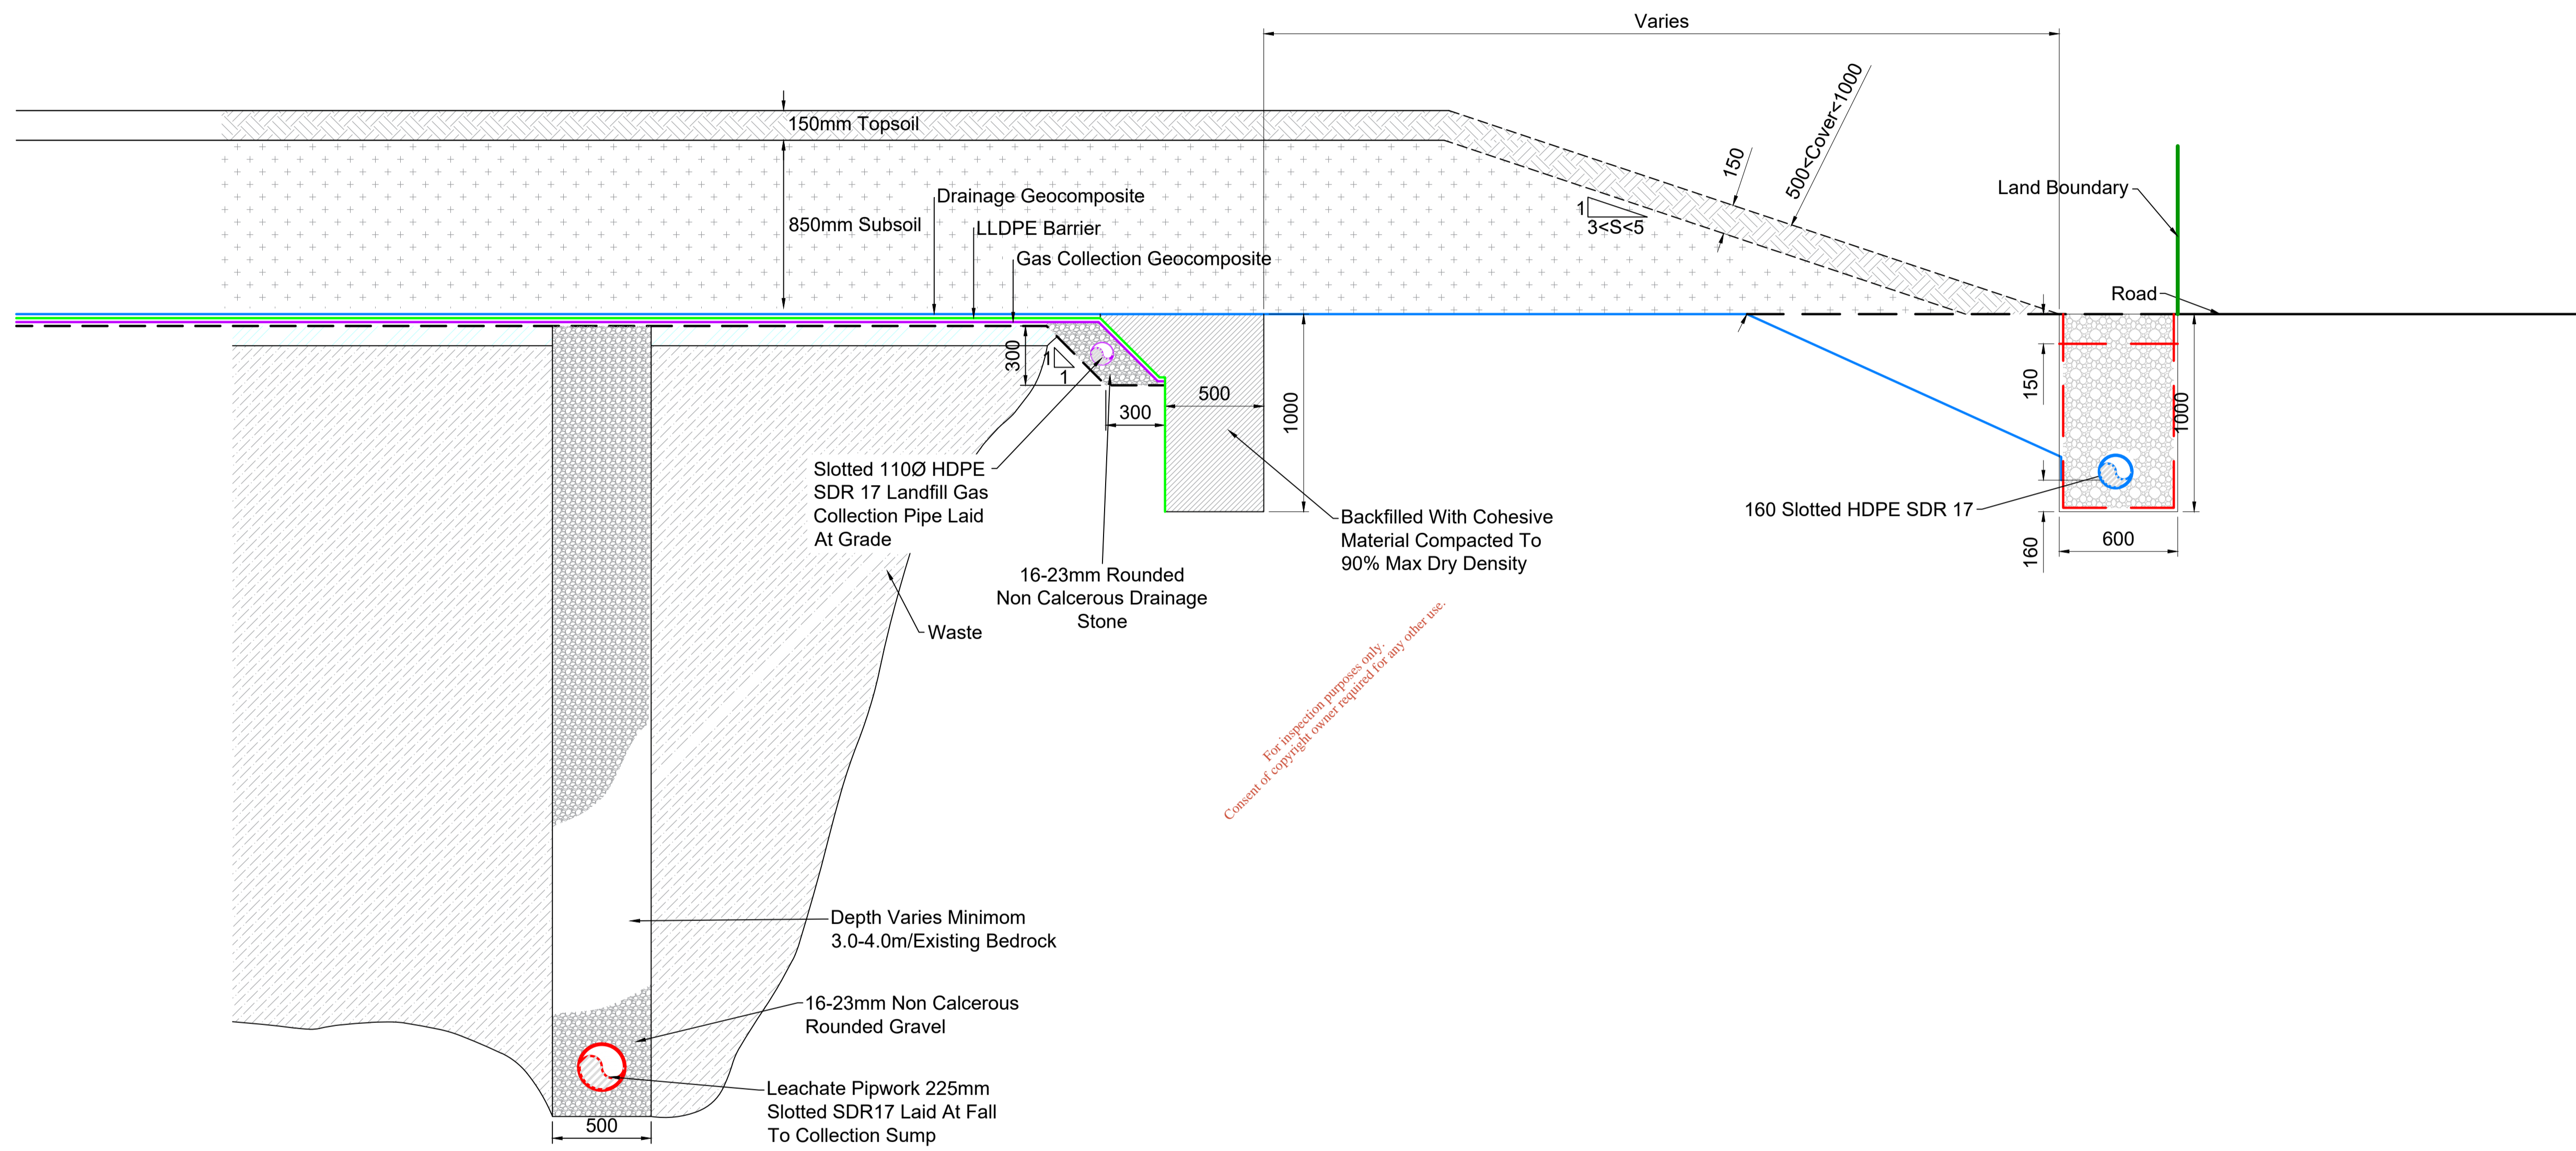 Varies
150mm Topsoil
850mm Subsoil
Drainage Geocomposite
LLDPE Barrier
Gas Collection Geocomposite
150
500<Cover<1000
1
3<S<5
Land Boundary
Road
300
1
1
300
500
1000
150
1000
160
600
Slotted 110Ø HDPE
SDR 17 Landfill Gas
Collection Pipe Laid
At Grade
16-23mm Rounded
Non Calcerous Drainage
Stone
Backfilled With Cohesive
Material Compacted To
90% Max Dry Density
160 Slotted HDPE SDR 17
Waste
For inspection purposes only.
Consent of copyright owner required for any other use.
Depth Varies Minimom
3.0-4.0m/Existing Bedrock
16-23mm Non Calcerous
Rounded Gravel
Leachate Pipwork 225mm
Slotted SDR17 Laid At Fall
To Collection Sump
500